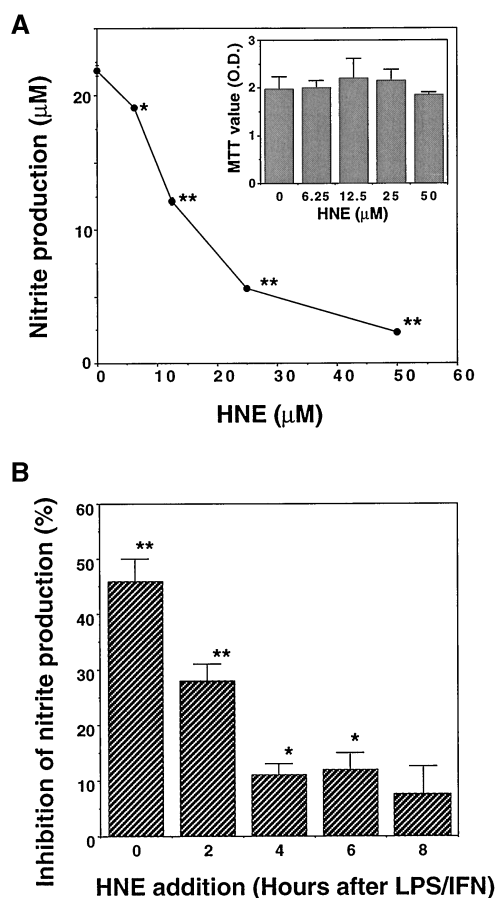 A
Nitrite production (μM)
20
10
0
*
**
**
**
0 10 20 30 40 50 60
HNE (μM)
MTT value (O.D.)
3
2
1
0
0 6.25 12.5 25 50
HNE (μM)
B
Inhibition of nitrite production (%)
60
50
40
30
20
10
0
**
**
*
*
0 2 4 6 8
HNE addition (Hours after LPS/IFN)